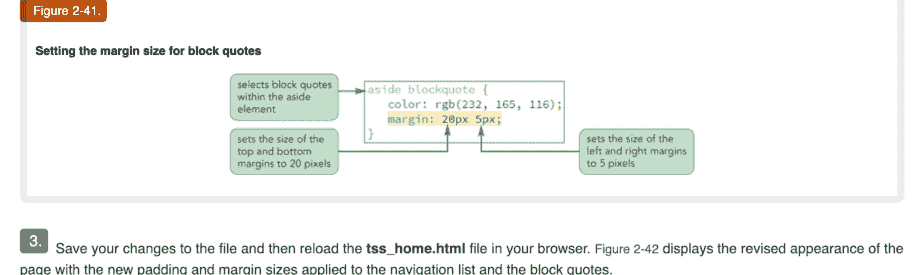 Figure 2-41.
Setting the margin size for block quotes
selects block quotes
within the aside
element
aside blockquote {
color: rgb(232, 165, 116);
margin: 20px 5px;
}
sets the size of the
top and bottom
margins to 20 pixels
sets the size of the
left and right margins
to 5 pixels
3.
Save your changes to the file and then reload the tss_home.html file in your browser. Figure 2-42 displays the revised appearance of the
page with the new padding and margin sizes applied to the navigation list and the block quotes.